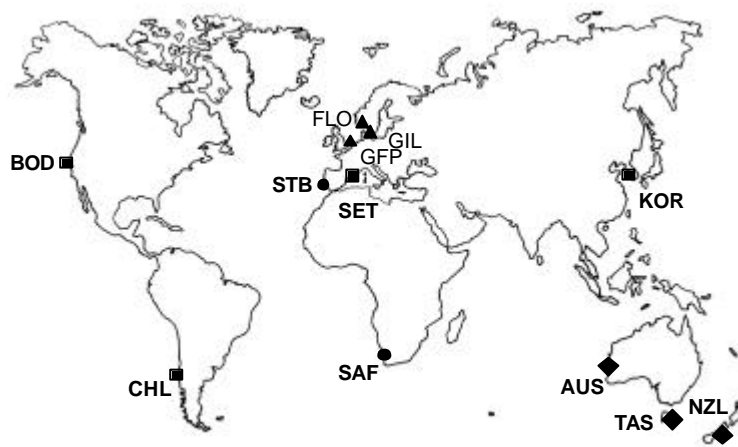 FLO
GIL
GFP
BOD
STB
SET
KOR
CHL
SAF
AUS
TAS
NZL